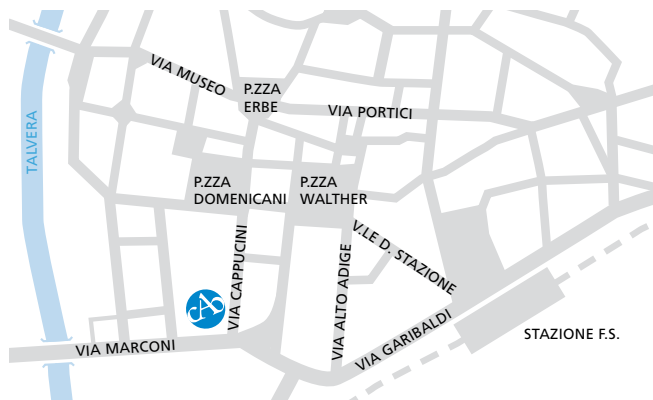 VIA MUSEO
P.ZZA
ERBE
VIA PORTICI
TALVERA
P.ZZA
DOMENICANI
P.ZZA
WALTHER
V.LE D. STAZIONE
VIA CAPPUCINI
VIA ALTO ADIGE
VIA GARIBALDI
STAZIONE F.S.
VIA MARCONI